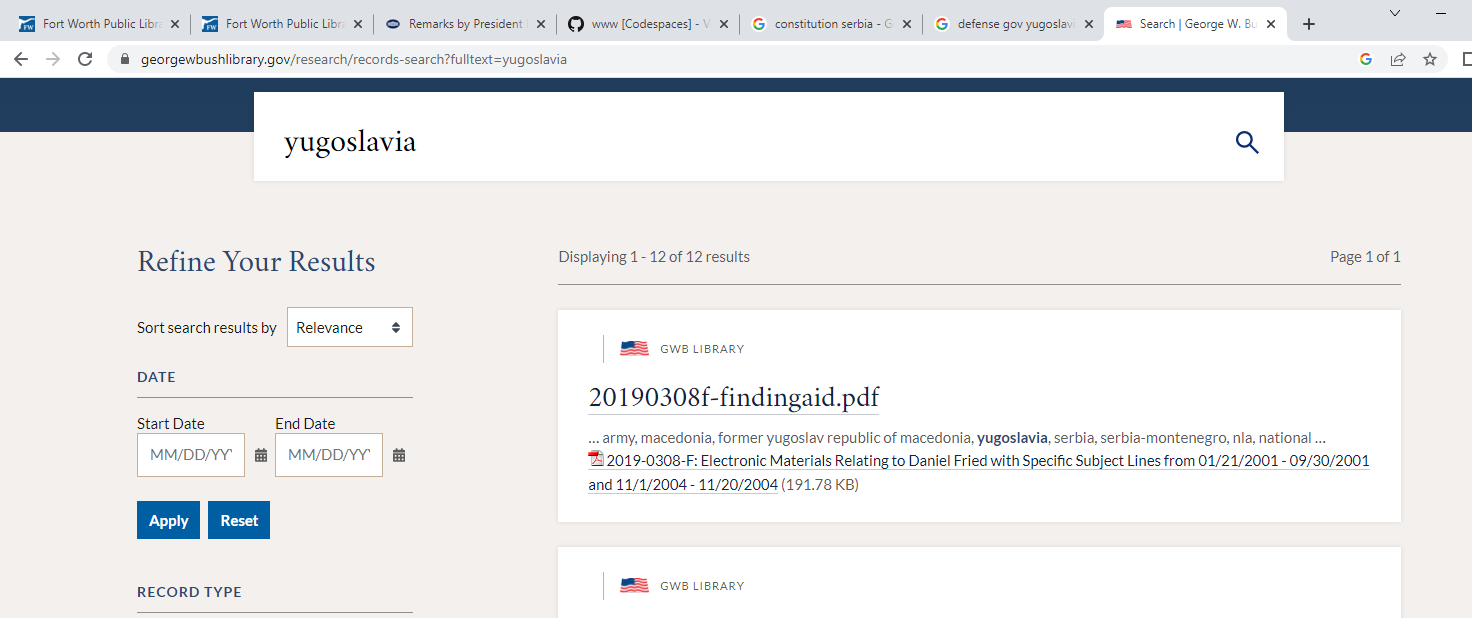 Fort Worth Public Libra
Fort Worth Public Libra
Remarks by President
www [Codespaces] - V
constitution serbia - G
defense gov yugoslavi
Search | George W. Bu
georgewbushlibrary.gov/research/records-search?fulltext=yugoslavia
yugoslavia
Refine Your Results
Displaying 1 - 12 of 12 results
Page 1 of 1
Sort search results by
Relevance
DATE
Start Date
End Date
MM/DD/YY
MM/DD/YY
Apply
Reset
RECORD TYPE
GWB LIBRARY
20190308f-findingaid.pdf
... army, macedonia, former yugoslav republic of macedonia, yugoslavia, serbia, serbia-montenegro, nla, national ...
2019-0308-F: Electronic Materials Relating to Daniel Fried with Specific Subject Lines from 01/21/2001 - 09/30/2001
and 11/1/2004 - 11/20/2004 (191.78 KB)
GWB LIBRARY